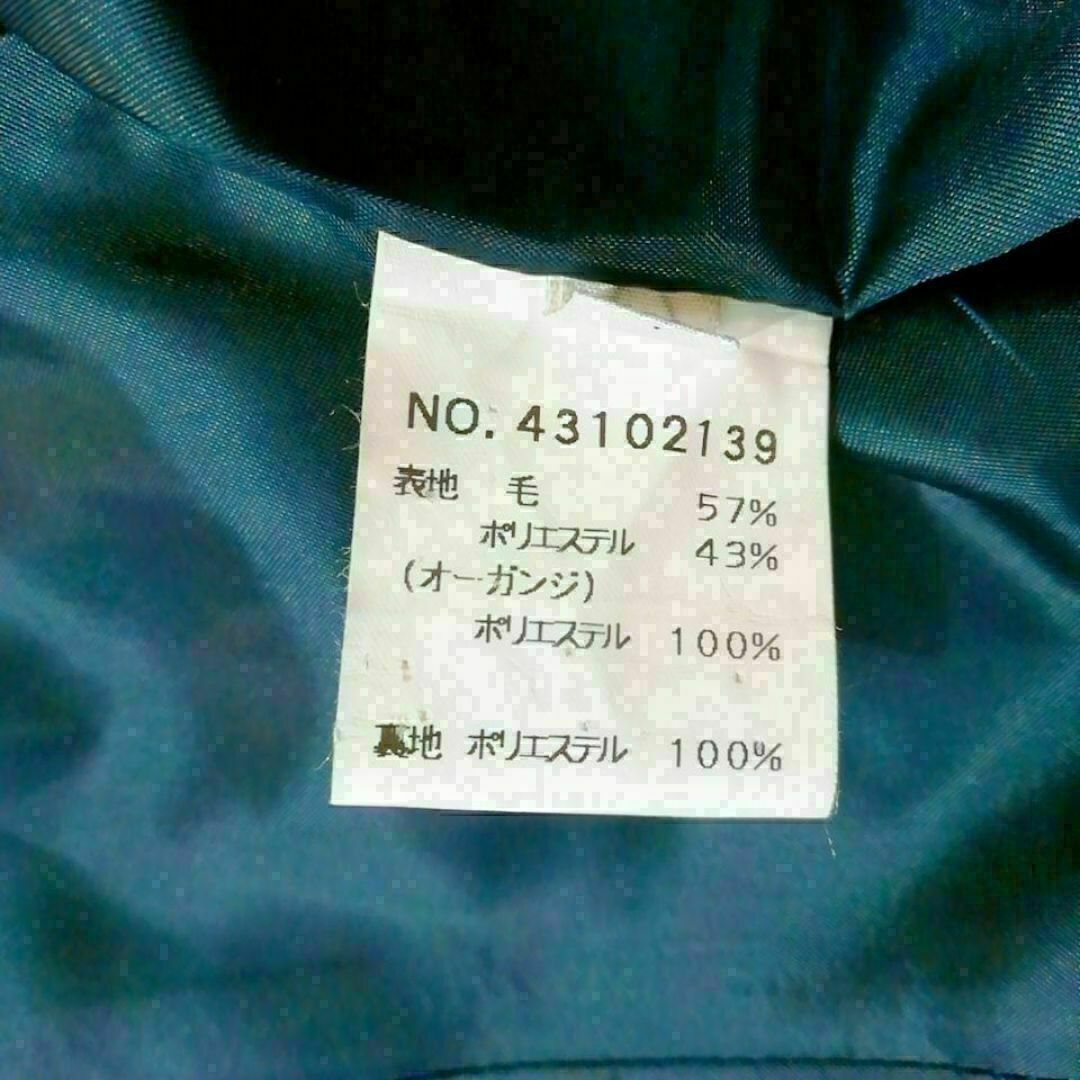 NO. 43102139
表地 毛 57%
ポリエステル 43%
(オーガンジ)
ポリエステル 100%
裏地 ポリエステル 100%